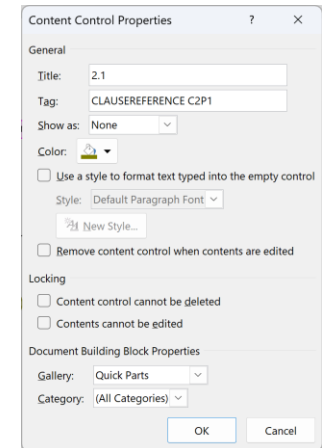 Content Control Properties ? ×
General
Title: 2.1
Tag: CLAUSEREFERENCE C2P1
Show as: None
Color:
Use a style to format text typed into the empty control
Style: Default Paragraph Font
New Style...
Remove content control when contents are edited
Locking
Content control cannot be deleted
Contents cannot be edited
Document Building Block Properties
Gallery: Quick Parts
Category: (All Categories)
OK Cancel